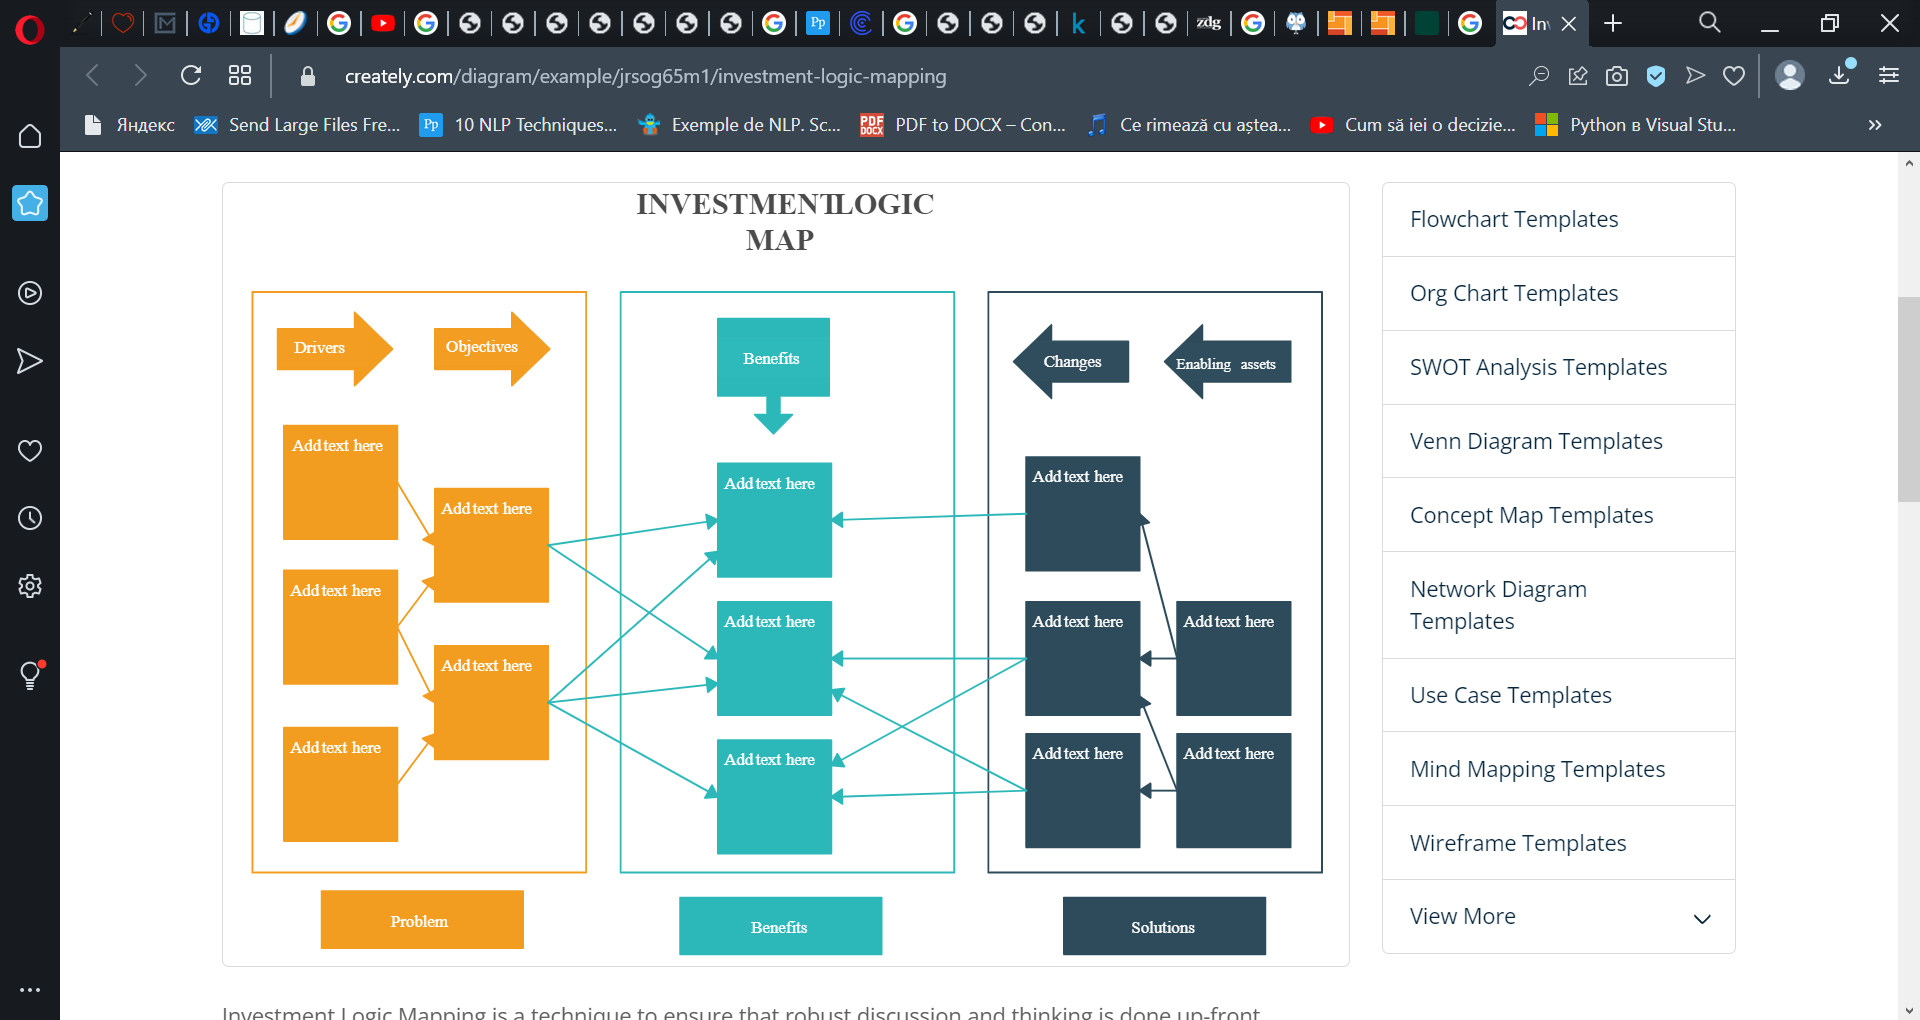 Pp
k
zdg
In
creately.com/diagram/example/jrsog65m1/investment-logic-mapping
Яндекс
Send Large Files Fre...
Pp
10 NLP Techniques...
Exemple de NLP. Sc...
PDF DOCX
PDF to DOCX – Con...
Ce rimează cu aștea...
Cum să iei o decizie...
Python в Visual Stu...
INVESTMENTLOGIC
MAP
Drivers
Objectives
Benefits
Changes
Enabling assets
Add text here
Add text here
Add text here
Add text here
Add text here
Add text here
Add text here
Add text here
Add text here
Add text here
Add text here
Add text here
Add text here
Problem
Benefits
Solutions
Flowchart Templates
Org Chart Templates
SWOT Analysis Templates
Venn Diagram Templates
Concept Map Templates
Network Diagram
Templates
Use Case Templates
Mind Mapping Templates
Wireframe Templates
View More
Investment Logic Mapping is a technique to ensure that robust discussion and thinking is done up-front